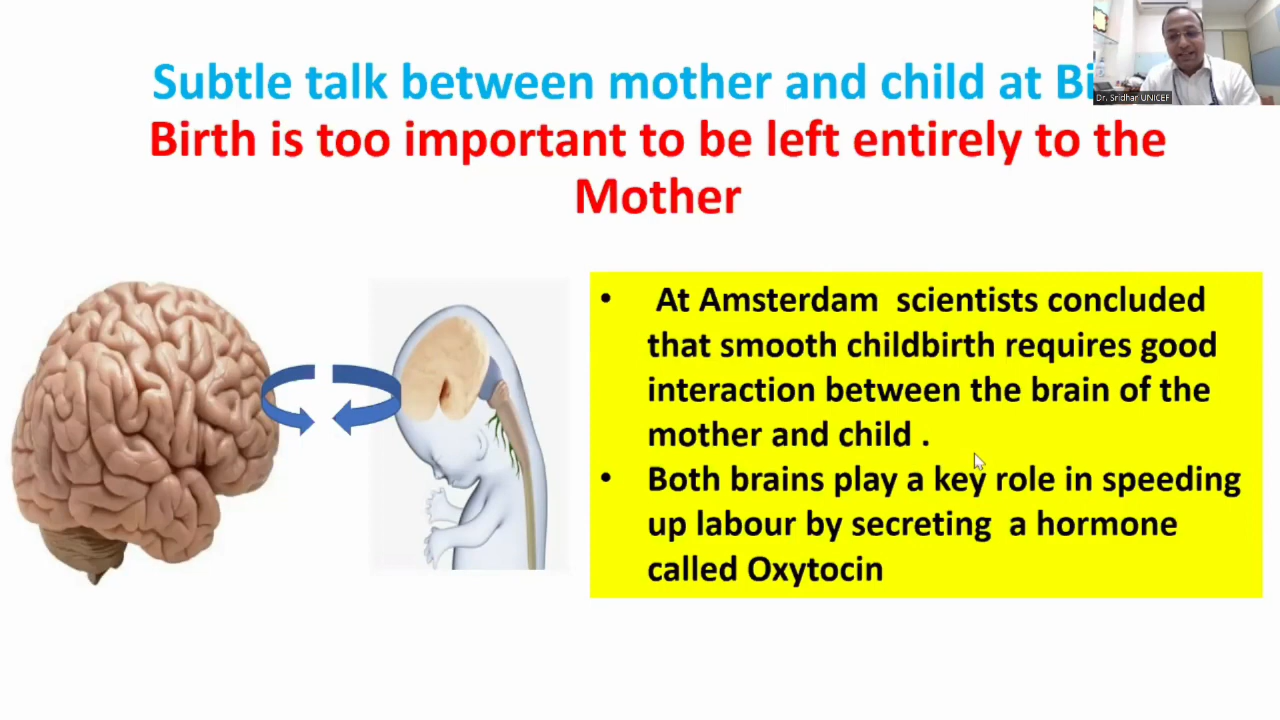 Subtle talk between mother and child at
Birth is too important to be left entirely to the
Mother
Dr. Sridhar UNICEF
• At Amsterdam scientists concluded
that smooth childbirth requires good
interaction between the brain of the
mother and child .
• Both brains play a key role in speeding
up labour by secreting a hormone
called Oxytocin